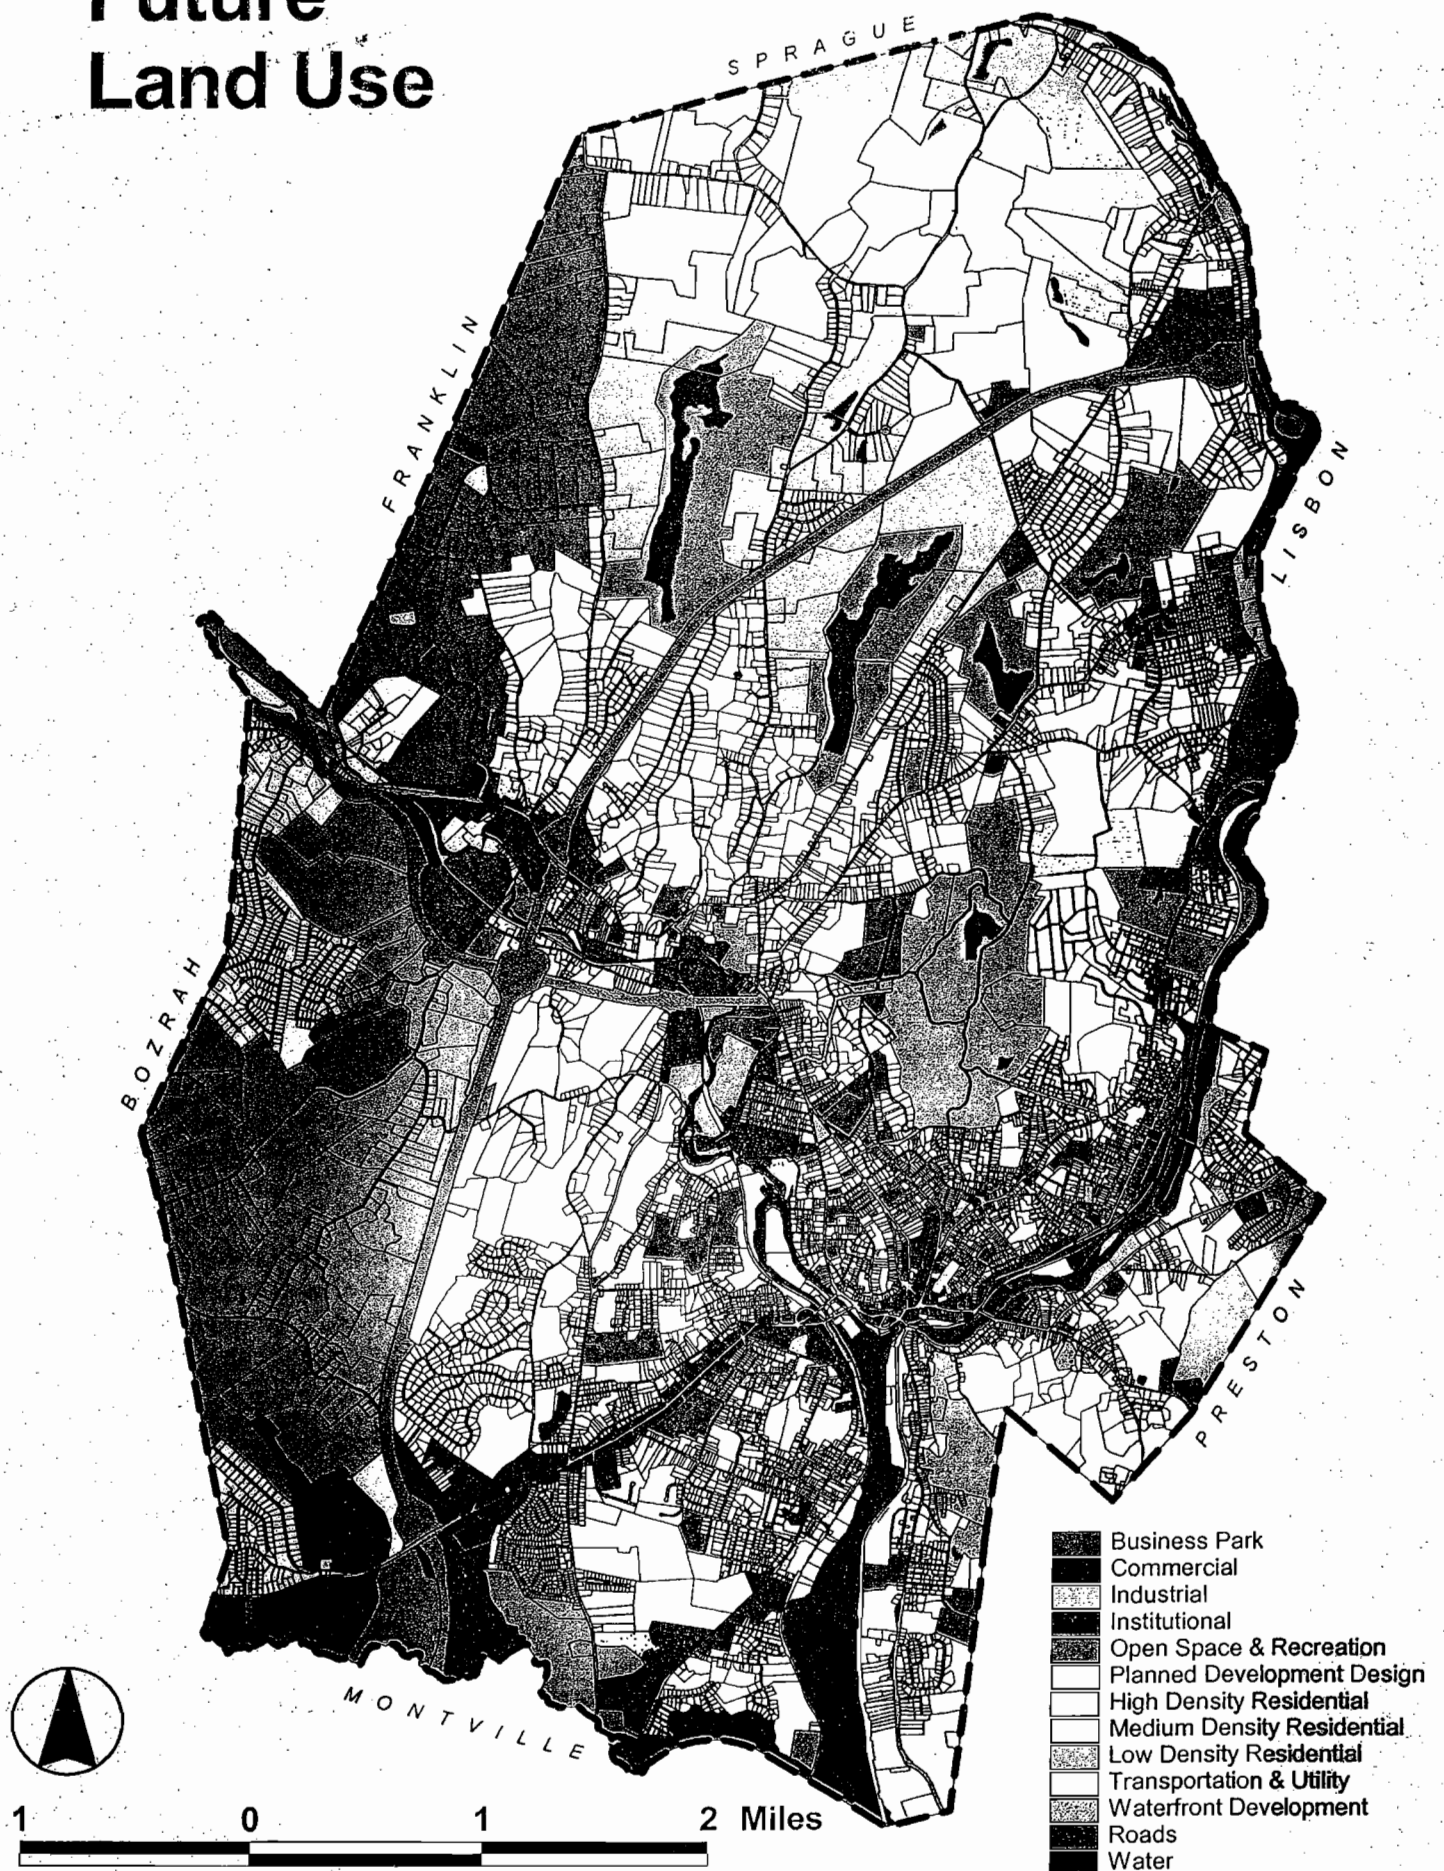 Future
Land Use
SPRAGUE
FRANKLIN
LISBON
BOZRAH
PRESTON
MONTVILLE
Business Park
Commercial
Industrial
Institutional
Open Space & Recreation
Planned Development Design
High Density Residential
Medium Density Residential
Low Density Residential
Transportation & Utility
Waterfront Development
Roads
Water
1 0 1 2 Miles